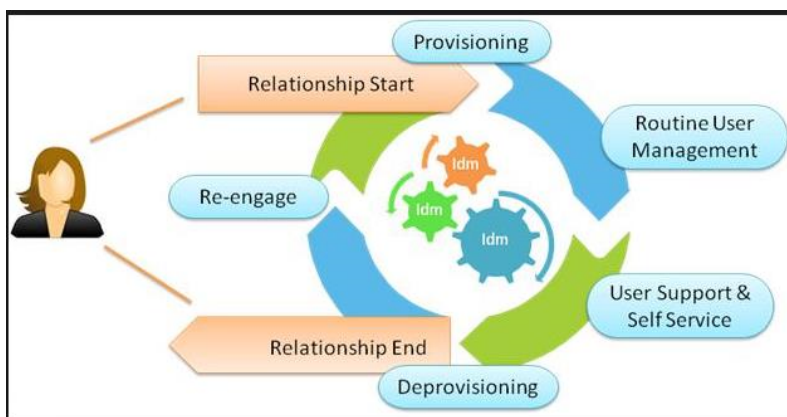 Provisioning
Relationship Start
Routine User
Management
Idm
Idm
Idm
Re-engage
User Support &
Self Service
Relationship End
Deprovisioning